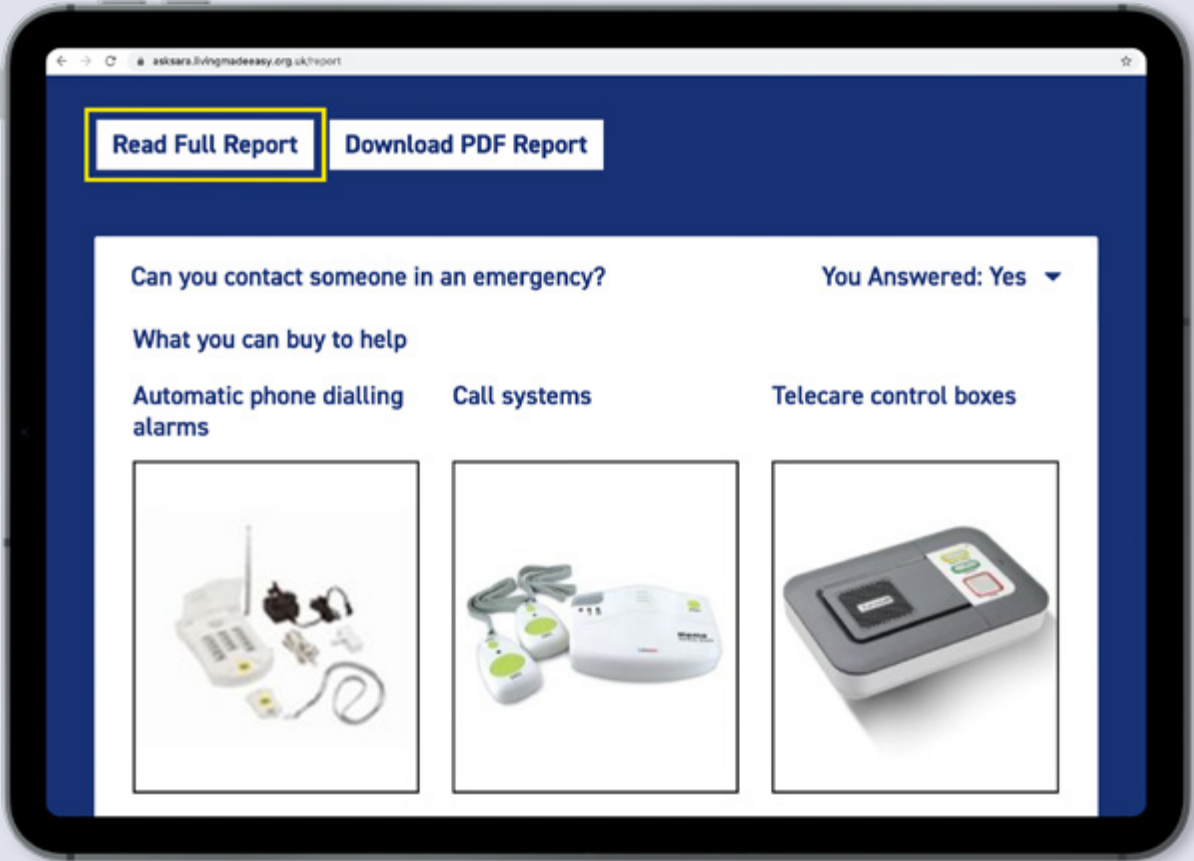 asksara.livingmadeeasy.org.uk/report
Read Full Report
Download PDF Report
Can you contact someone in an emergency?
You Answered: Yes
What you can buy to help
Automatic phone dialling
alarms
Call systems
Telecare control boxes